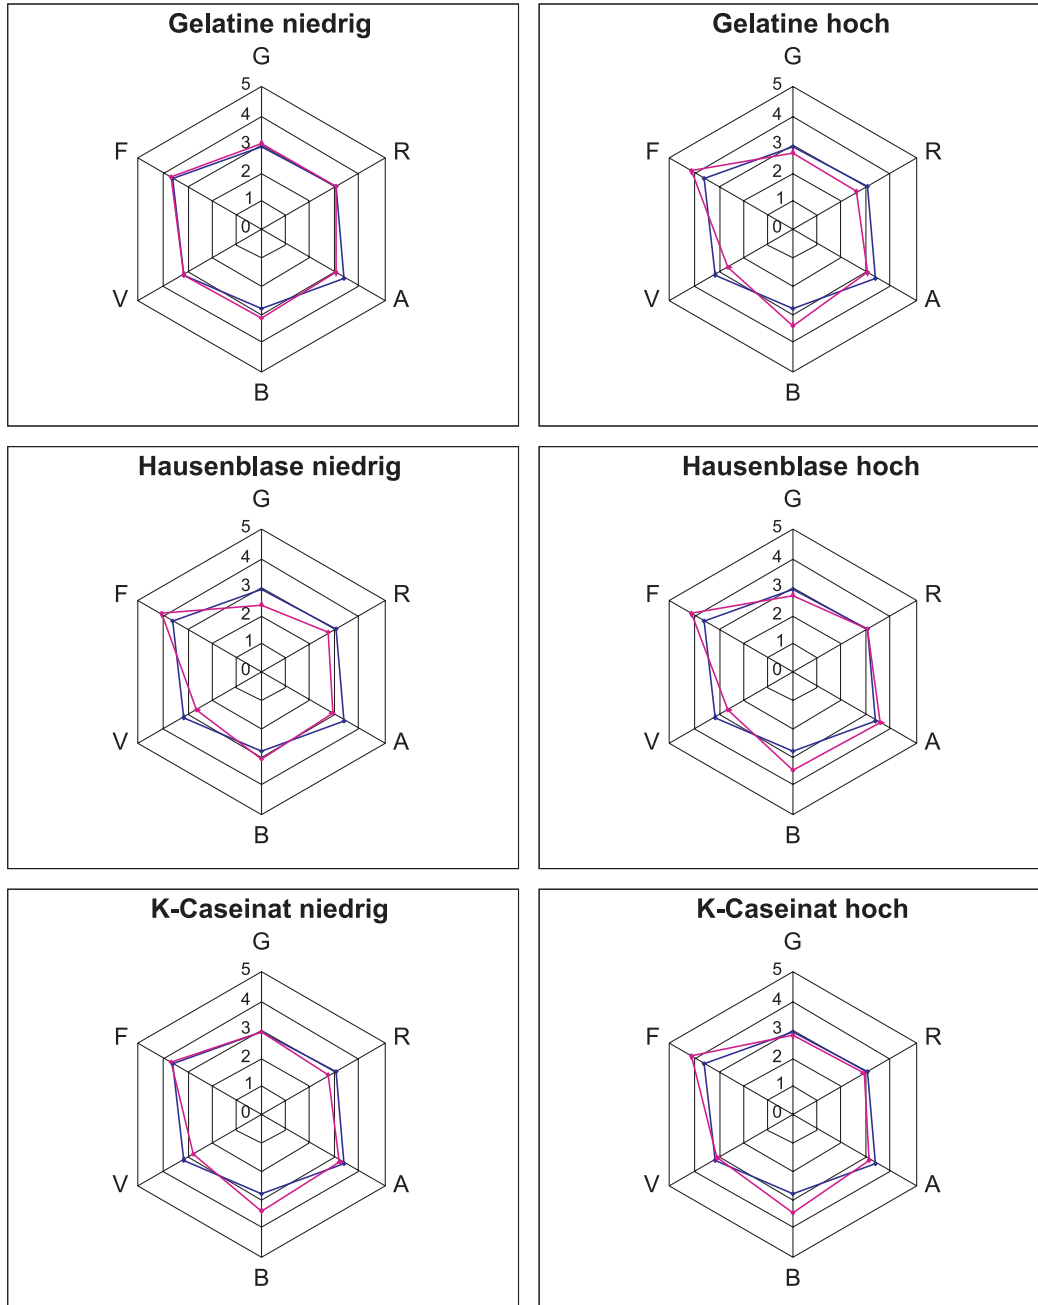 Gelatine niedrig
G
5
4
3
2
1
0
F
R
V
A
B
Gelatine hoch
G
5
4
3
2
1
0
F
R
V
A
B
Hausenblase niedrig
G
5
4
3
2
1
0
F
R
V
A
B
Hausenblase hoch
G
5
4
3
2
1
0
F
R
V
A
B
K-Caseinat niedrig
G
5
4
3
2
1
0
F
R
V
A
B
K-Caseinat hoch
G
5
4
3
2
1
0
F
R
V
A
B